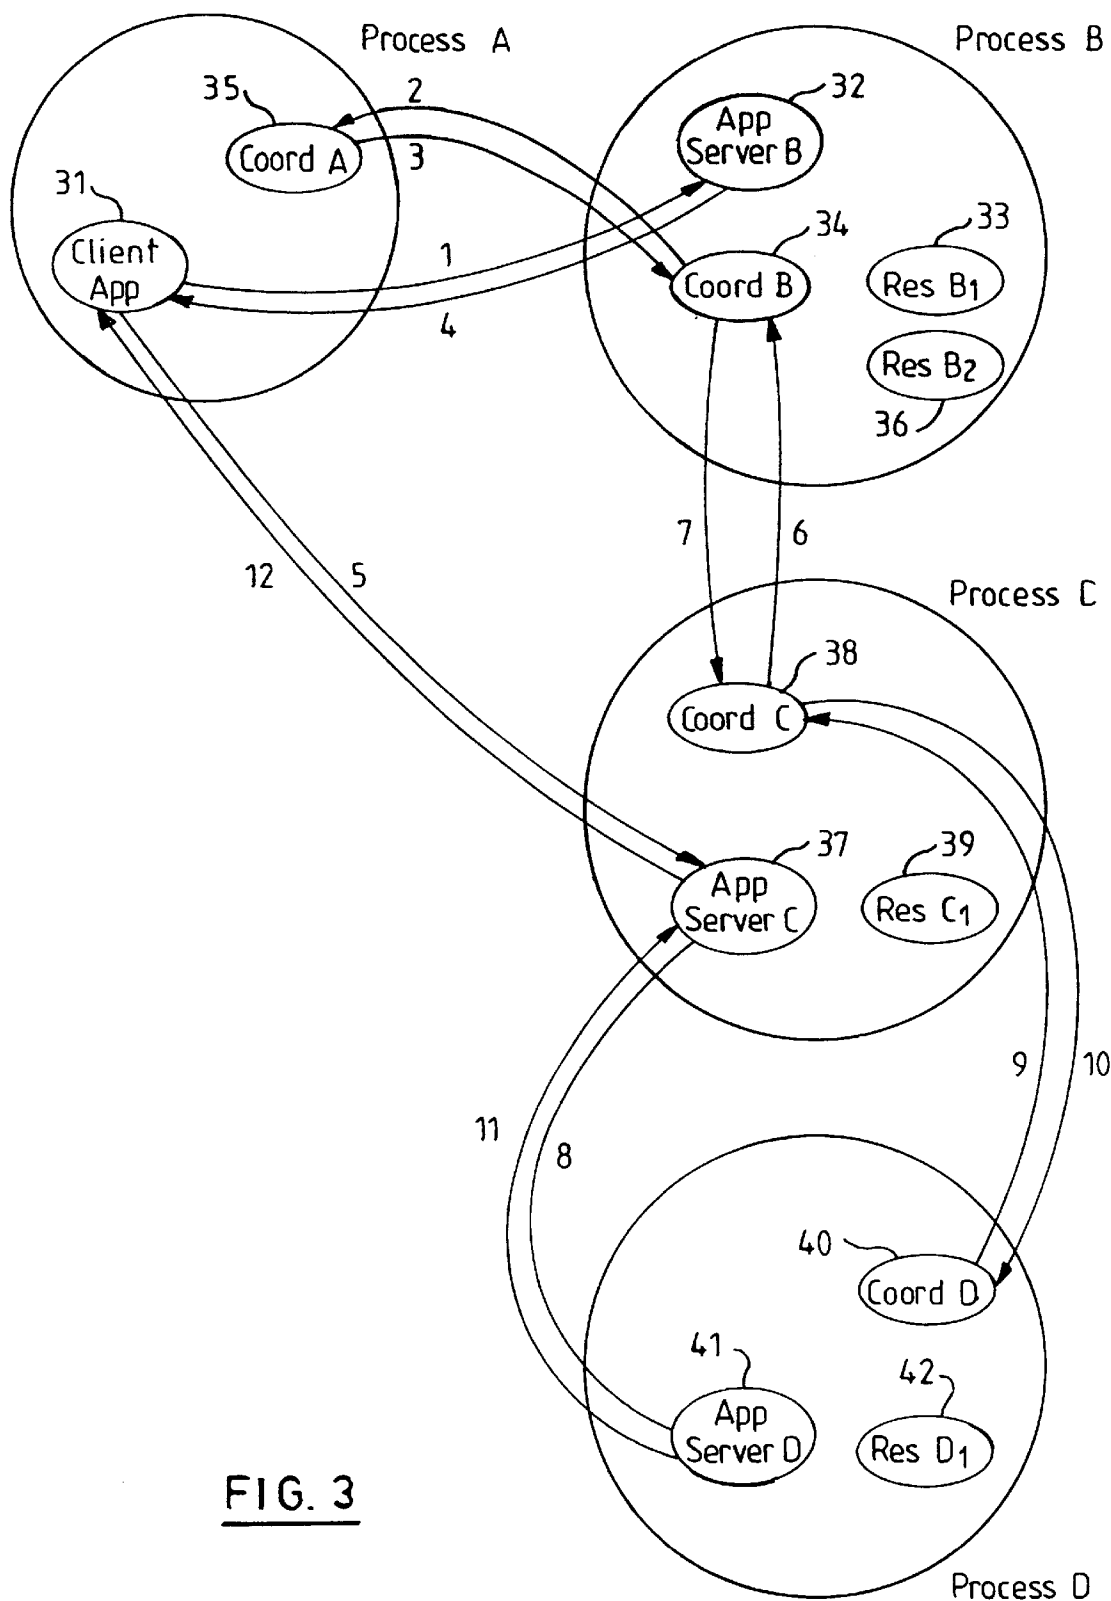 Process A
Process B
35
2
32
App
Server B
Coord A
3
31
Client
App
1
34
33
Coord B
Res B1
4
Res B2
36
7
6
12
5
Process C
38
Coord C
37
39
App
Server C
Res C1
9
10
11
8
40
Coord D
41
42
App
Server D
Res D1
FIG. 3
Process D